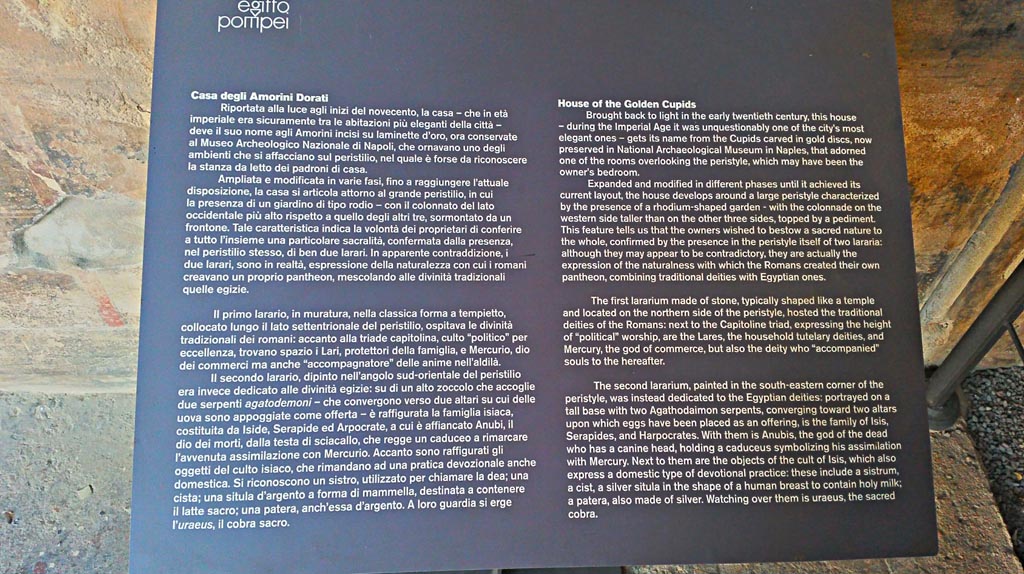 egitto
pompei
Casa degli Amorini Dorati
Riportata alla luce agli inizi del novecento, la casa – che in età
imperiale era sicuramente tra le abitazioni più eleganti della città –
deve il suo nome agli Amorini incisi su laminette d'oro, ora conservate
al Museo Archeologico Nazionale di Napoli, che ornavano uno degli
ambienti che si affacciano sul peristilio, nel quale è forse da riconoscere
la stanza da letto dei padroni di casa.
Ampliata e modificata in varie fasi, fino a raggiungere l'attuale
disposizione, la casa si articola attorno al grande peristilio, in cui
la presenza di un giardino di tipo rodio – con il colonnato del lato
occidentale più alto rispetto a quello degli altri tre, sormontato da un
frontone. Tale caratteristica indica la volontà dei proprietari di conferire
a tutto l'insieme una particolare sacralità, confermata dalla presenza,
nel peristilio stesso, di ben due larari. In apparente contraddizione, i
due larari, sono in realtà, espressione della naturalezza con cui i romani
creavano un proprio pantheon, mescolando alle divinità tradizionali
quelle egizie.
Il primo larario, in muratura, nella classica forma a tempietto,
collocato lungo il lato settentrionale del peristilio, ospitava le divinità
tradizionali dei romani: accanto alla triade capitolina, culto "politico" per
eccellenza, trovano spazio i Lari, protettori della famiglia, e Mercurio, dio
dei commerci ma anche "accompagnatore" delle anime nell'aldilà.
Il secondo larario, dipinto nell'angolo sud-orientale del peristilio
era invece dedicato alle divinità egizie: su di un alto zoccolo che accoglie
due serpenti agatodemoni – che convergono verso due altari su cui delle
uova sono appoggiate come offerta – è raffigurata la famiglia isiaca,
costituita da Iside, Serapide ed Arpocrate, a cui è affiancato Anubi, il
dio dei morti, dalla testa di sciacallo, che regge un caduceo a rimarcare
l'avvenuta assimilazione con Mercurio. Accanto sono raffigurati gli
oggetti del culto isiaco, che rimandano ad una pratica devozionale anche
domestica. Si riconoscono un sistro, utilizzato per chiamare la dea; una
cista; una situla d'argento a forma di mammella, destinata a contenere
il latte sacro; una patera, anch'essa d'argento. A loro guardia si erge
l'uraeus, il cobra sacro.
House of the Golden Cupids
Brought back to light in the early twentieth century, this house
– during the Imperial Age it was unquestionably one of the city's most
elegant ones – gets its name from the Cupids carved in gold discs, now
preserved in National Archaeological Museum in Naples, that adorned
one of the rooms overlooking the peristyle, which may have been the
owner's bedroom.
Expanded and modified in different phases until it achieved its
current layout, the house develops around a large peristyle characterized
by the presence of a rhodium-shaped garden - with the colonnade on the
western side taller than on the other three sides, topped by a pediment.
This feature tells us that the owners wished to bestow a sacred nature to
the whole, confirmed by the presence in the peristyle itself of two lararia:
although they may appear to be contradictory, they are actually the
expression of the naturalness with which the Romans created their own
pantheon, combining traditional deities with Egyptian ones.
The first lararium made of stone, typically shaped like a temple
and located on the northern side of the peristyle, hosted the traditional
deities of the Romans: next to the Capitoline triad, expressing the height
of "political" worship, are the Lares, the household tutelary deities, and
Mercury, the god of commerce, but also the deity who "accompanied"
souls to the hereafter.
The second lararium, painted in the south-eastern corner of the
peristyle, was instead dedicated to the Egyptian deities: portrayed on a
tall base with two Agathodaimon serpents, converging toward two altars
upon which eggs have been placed as an offering, is the family of Isis,
Serapides, and Harpocrates. With them is Anubis, the god of the dead
who has a canine head, holding a caduceus symbolizing his assimilation
with Mercury. Next to them are the objects of the cult of Isis, which also
express a domestic type of devotional practice: these include a sistrum,
a cist, a silver situla in the shape of a human breast to contain holy milk;
a patera, also made of silver. Watching over them is uraeus, the sacred
cobra.